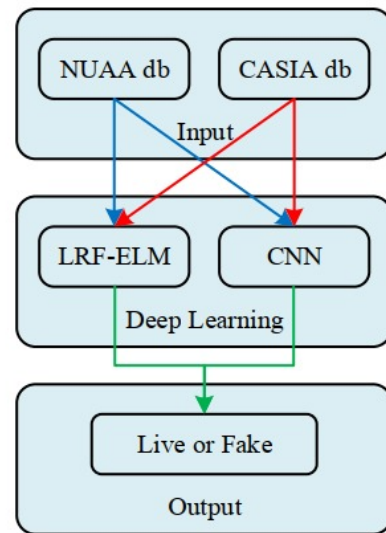 NUAA db
CASIA db
Input
LRF-ELM
CNN
Deep Learning
Live or Fake
Output